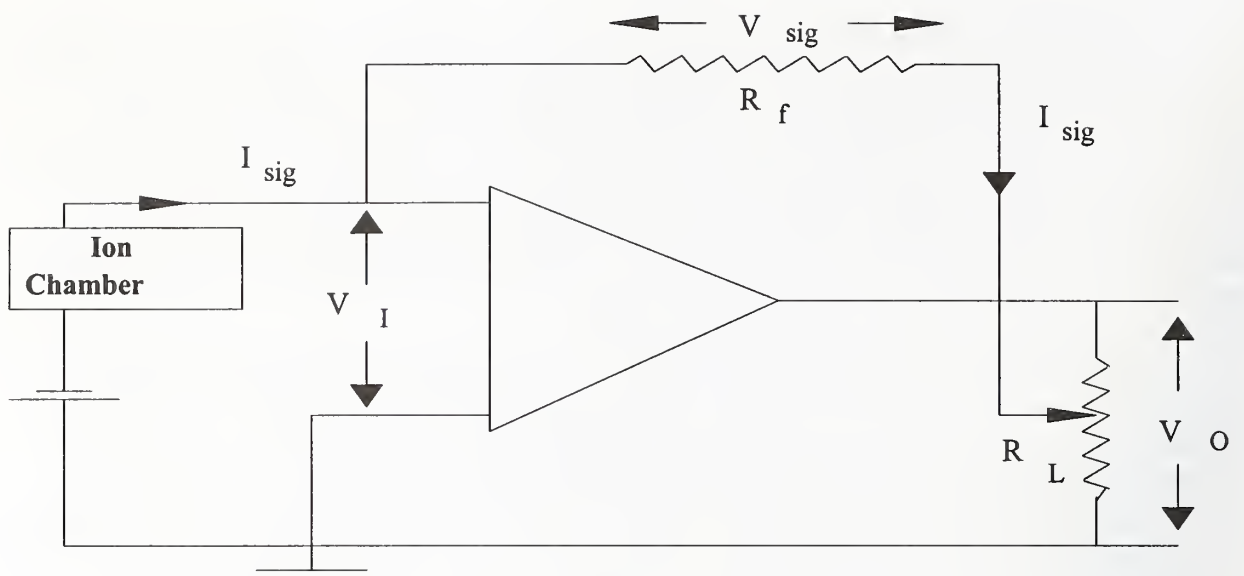 V sig
R f
I sig
I sig
Ion
Chamber
V I
R L
V O